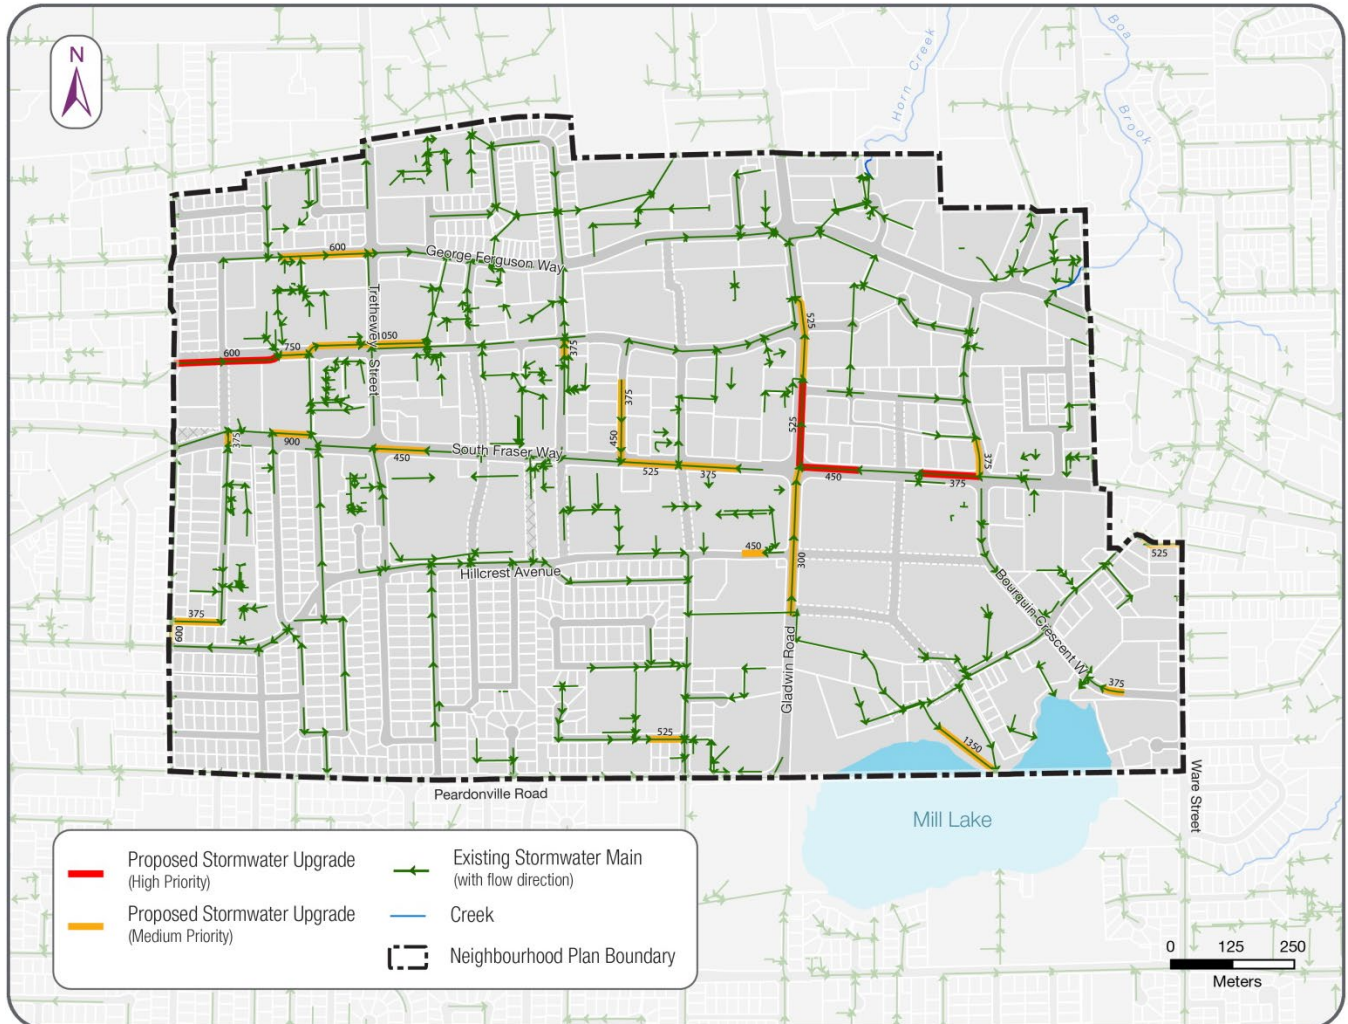 N
Horn Creek
Boa
Brook
600
George Ferguson Way
Trethewey Street
525
600
750
1050
375
375
525
375
900
450
South Fraser Way
450
525
375
450
375
375
450
525
300
Hillcrest Avenue
Bourquin Crescent W
375
600
Gladwin Road
375
525
1350
Peardonville Road
Ware Street
Mill Lake
Proposed Stormwater Upgrade
(High Priority)
Proposed Stormwater Upgrade
(Medium Priority)
Existing Stormwater Main
(with flow direction)
Creek
Neighbourhood Plan Boundary
0 125 250
Meters